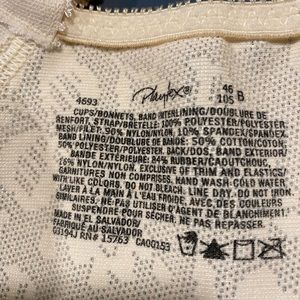 4693 Playtex® 46 B
105
CUPS/BONNETS, BAND INTERLINING/DOUBLURE DE
RENFORT, STRAP/BRETELLE: 100% POLYESTER/POLYESTER,
MESH/FILET: 90% NYLON/NYLON, 10% SPANDEX/SPANDEX,
BAND LINING/DOUBLURE DE BANDE: 50% COTTON/COTON,
50% POLYESTER/POLYESTER, BACK/DOS, BAND EXTERIOR/
BANDE EXTÉRIEURE: 84% RUBBER/CAOUTCHOUC,
16% NYLON/NYLON, EXCLUSIVE OF TRIM AND ELASTICS/
GARNITURES NON COMPRISES. HAND WASH-COLD WATER
WITH LIKE COLORS. DO NOT BLEACH. LINE DRY. DO NOT IRON.
LAVER À LA MAIN À L'EAU FROIDE, AVEC DES COULEURS
SIMILAIRES. NE PAS UTILISER D'AGENT DE BLANCHIMENT.
SUSPENDRE POUR SÉCHER. NE PAS REPASSER.
MADE IN EL SALVADOR/
FABRIQUÉ AU SALVADOR
RN# 15763 CA00153